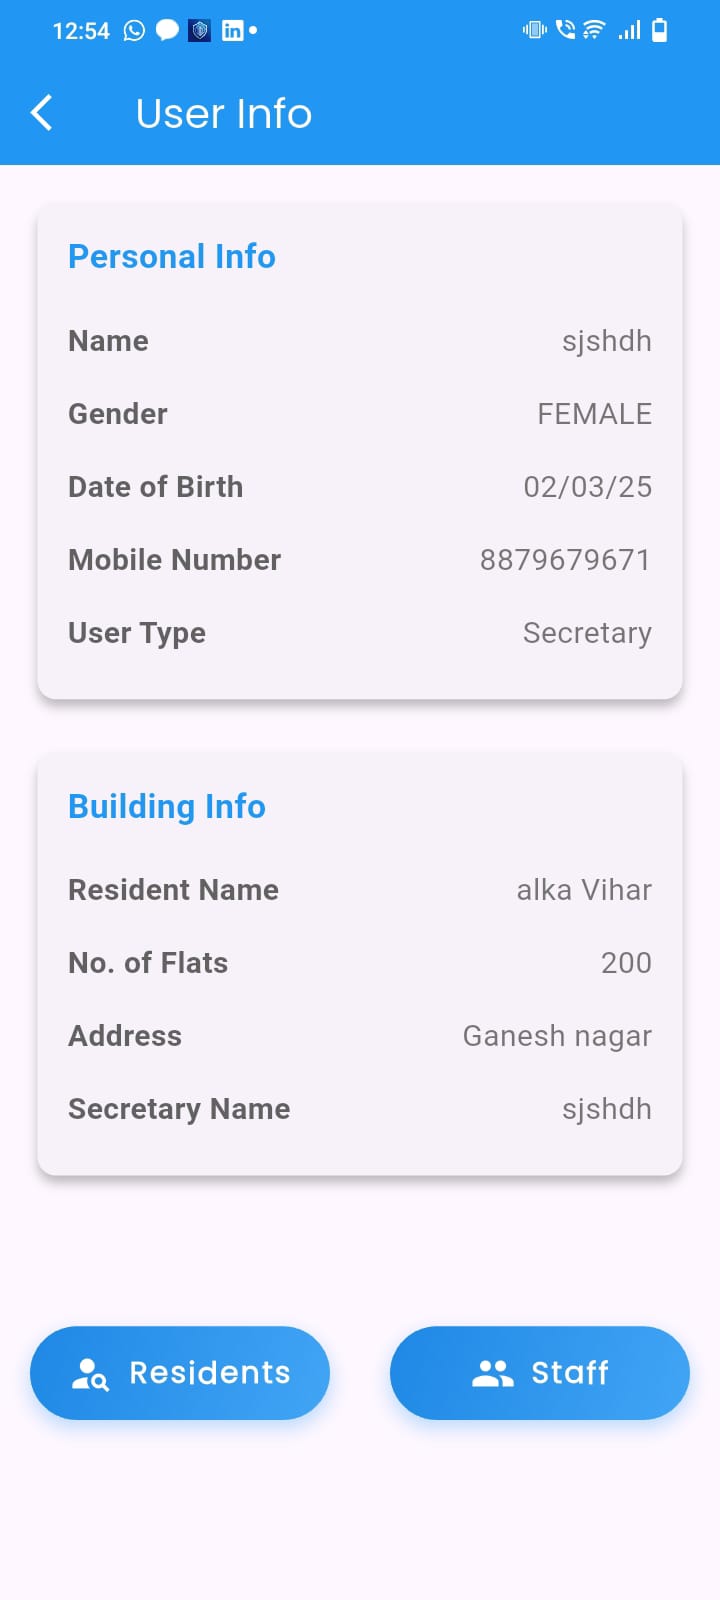 12:54
User Info
Personal Info
Name sjshdh
Gender FEMALE
Date of Birth 02/03/25
Mobile Number 8879679671
User Type Secretary
Building Info
Resident Name alka Vihar
No. of Flats 200
Address Ganesh nagar
Secretary Name sjshdh
Residents Staff